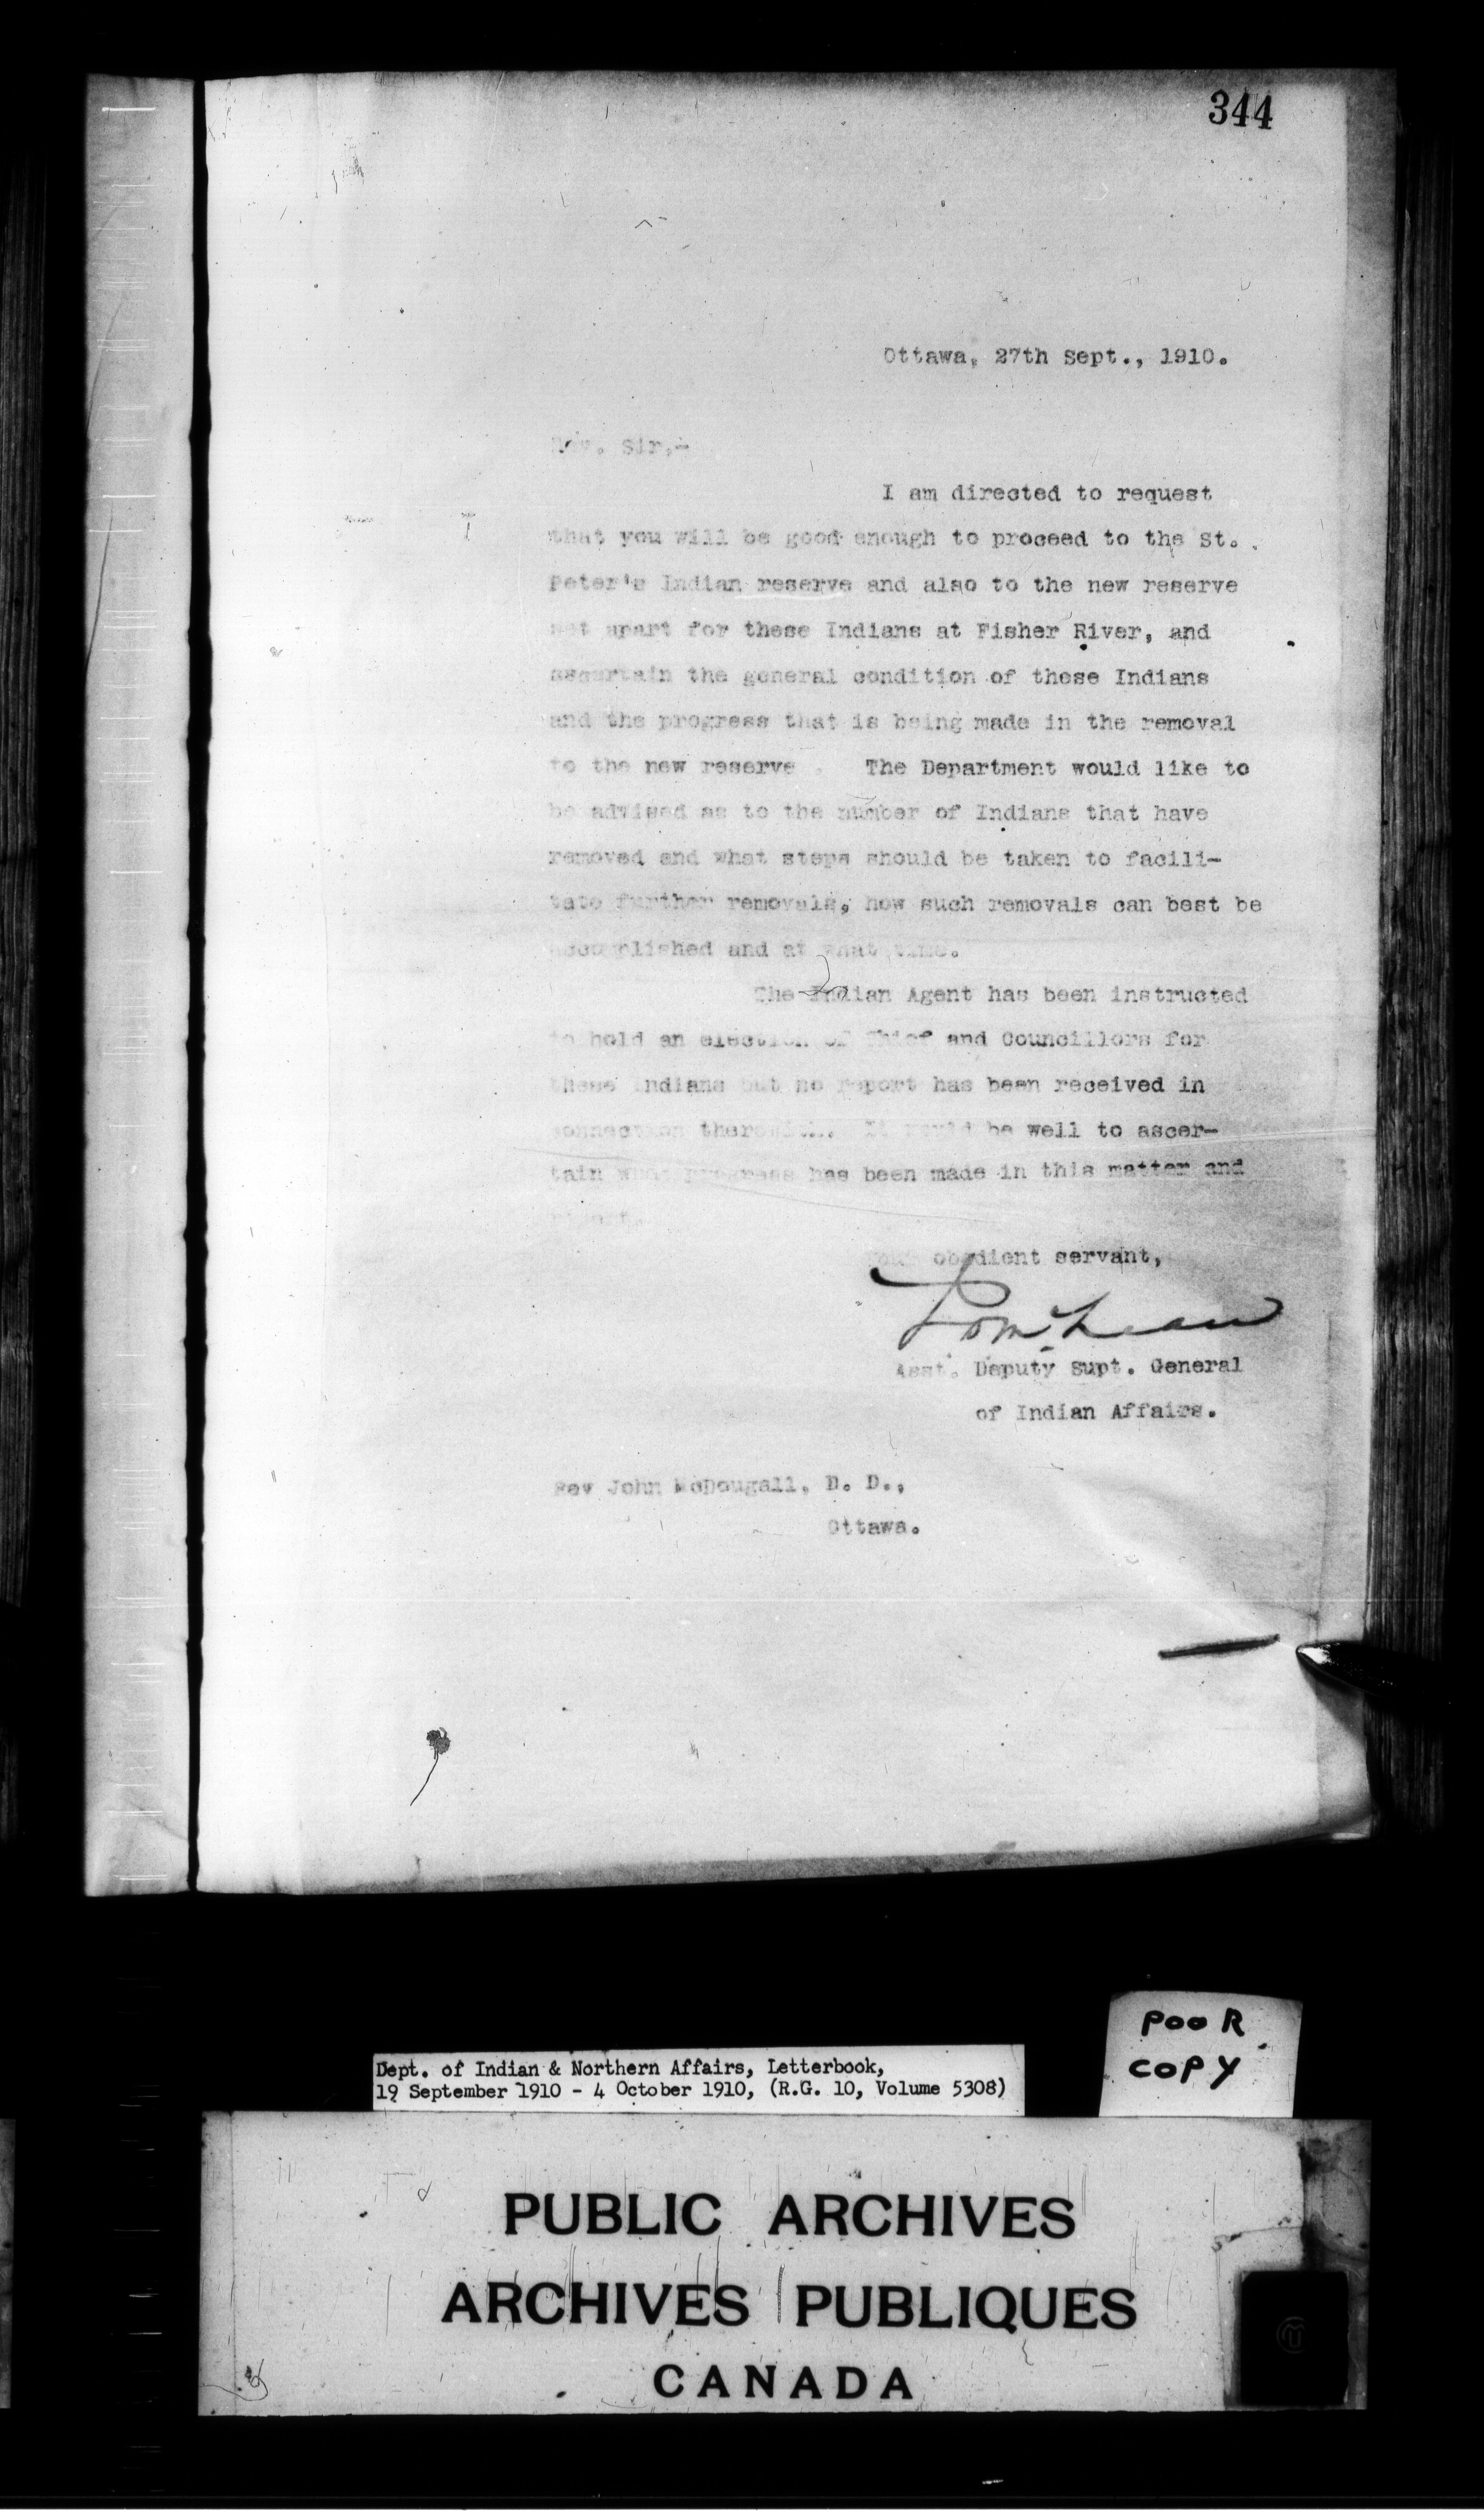 344
Ottawa, 27th Sept., 1910.
Rev. Sir,-
I am directed to request
that you will be good enough to proceed to the St.
Peter's Indian reserve and also to the new reserve
set apart for these Indians at Fisher River, and
ascertain the general condition of these Indians
and the progress that is being made in the removal
to the new reserve . The Department would like to
be advised as to the number of Indians that have
removed and what steps should be taken to facili-
tate further removals, how such removals can best be
accomplished and at what time.
The Indian Agent has been instructed
to hold an election of Chief and Councillors for
these Indians but no report has been received in
connection therewith. It would be well to ascer-
tain what progress has been made in this matter and
report.
Your obedient servant,
Asst. Deputy Supt. General
of Indian Affairs.
Rev John McDougall, D. D.,
Ottawa.
POOR
COPY
Dept. of Indian & Northern Affairs, Letterbook,
19 September 1910 - 4 October 1910, (R.G. 10, Volume 5308)
PUBLIC ARCHIVES
ARCHIVES PUBLIQUES
CANADA